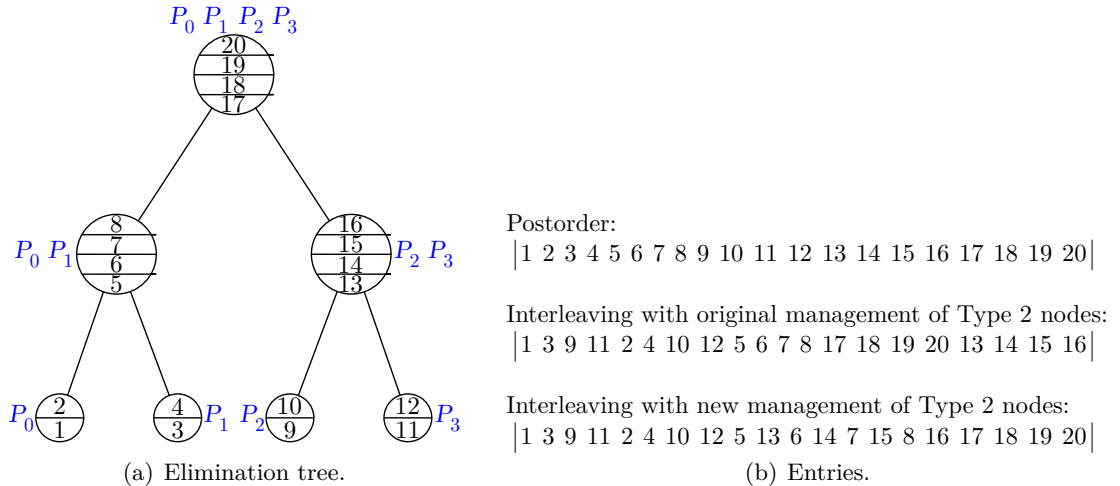 P0 P1 P2 P3
20
19
18
17
8
7
6
5
P0 P1
16
15
14
13
P2 P3
2
1
P0
4
3
P1
10
9
P2
12
11
P3
(a) Elimination tree.
Postorder:
|1 2 3 4 5 6 7 8 9 10 11 12 13 14 15 16 17 18 19 20|
Interleaving with original management of Type 2 nodes:
|1 3 9 11 2 4 10 12 5 6 7 8 17 18 19 20 13 14 15 16|
Interleaving with new management of Type 2 nodes:
|1 3 9 11 2 4 10 12 5 13 6 14 7 15 8 16 17 18 19 20|
(b) Entries.